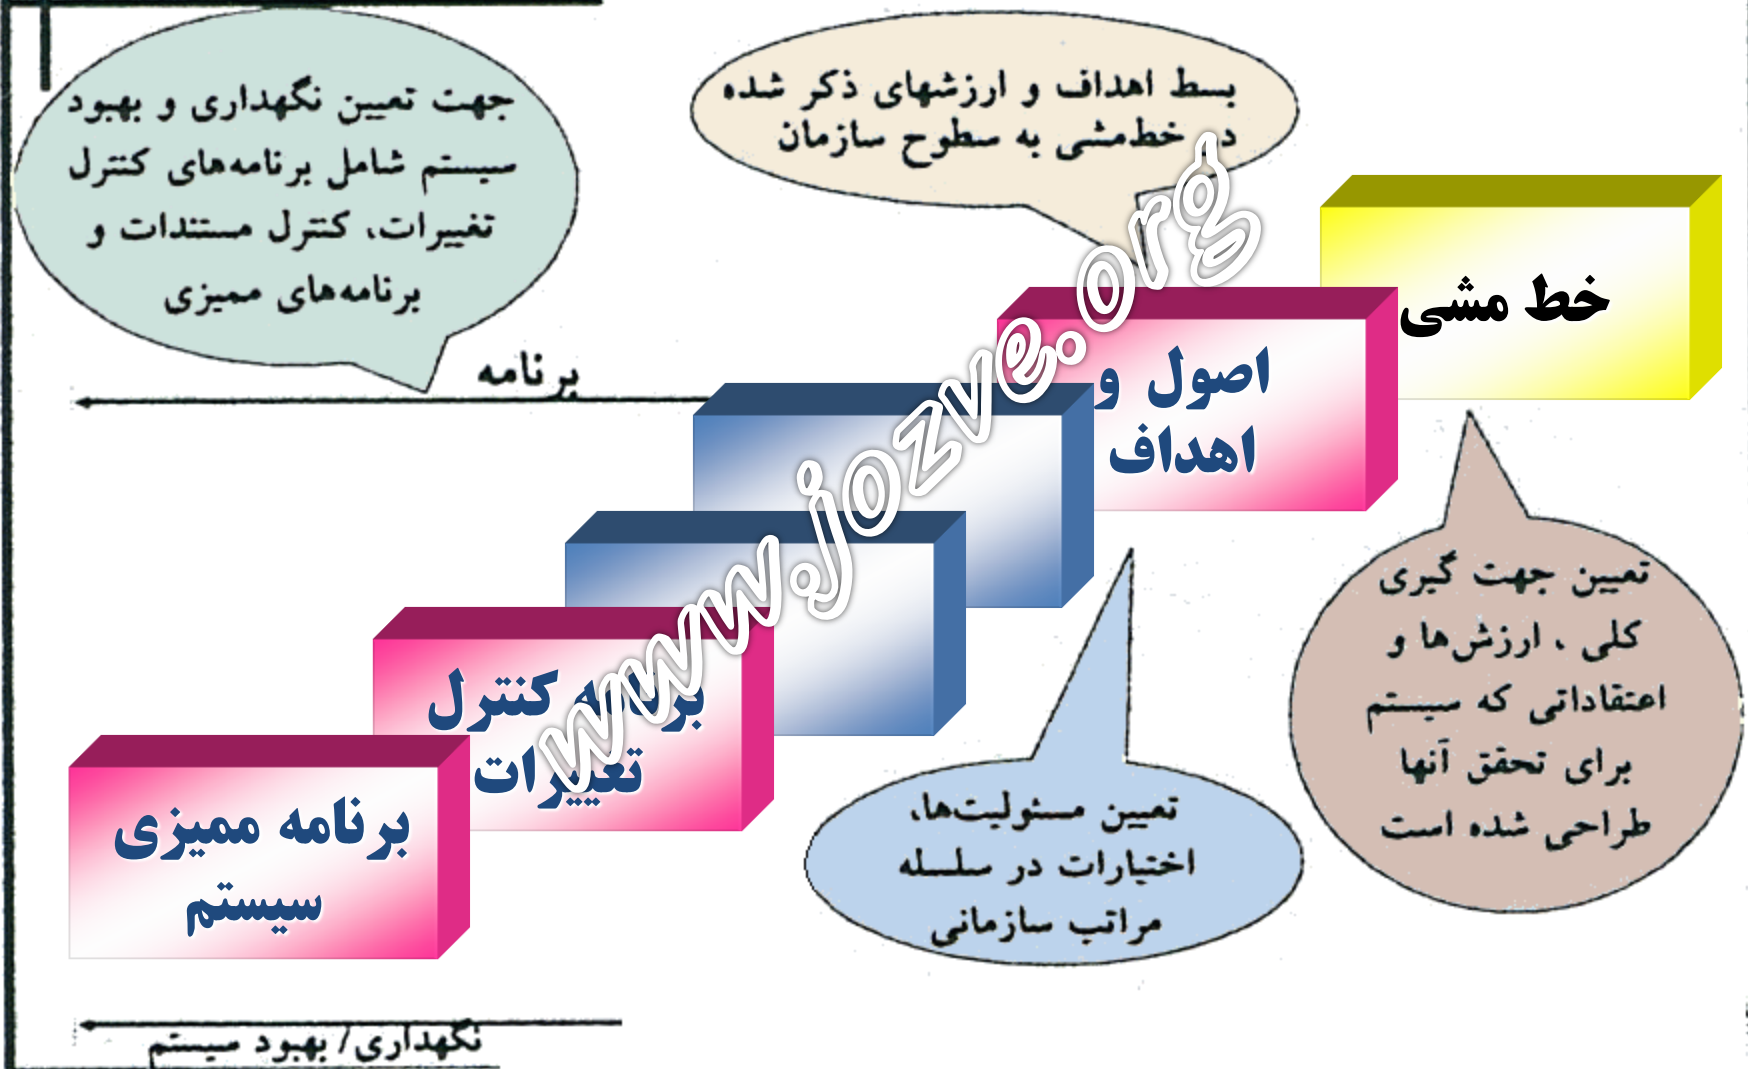 جهت تعیین نگهداری و بهبود
سیستم شامل برنامه‌های کنترل
تغییرات، کنترل مستندات و
برنامه‌های ممیزی
بسط اهداف و ارزشهای ذکر شده
در خط‌مشی به سطوح سازمان
خط مشی
اصول و
اهداف
برنامه
تعیین جهت گیری
کلی ، ارزش‌ها و
اعتقاداتی که سیستم
برای تحقق آنها
طراحی شده است
تعیین مسئولیت‌ها،
اختیارات در سلسله
مراتب سازمانی
برنامه کنترل
تغییرات
برنامه ممیزی
سیستم
نگهداری/ بهبود سیستم
www.jozve.org